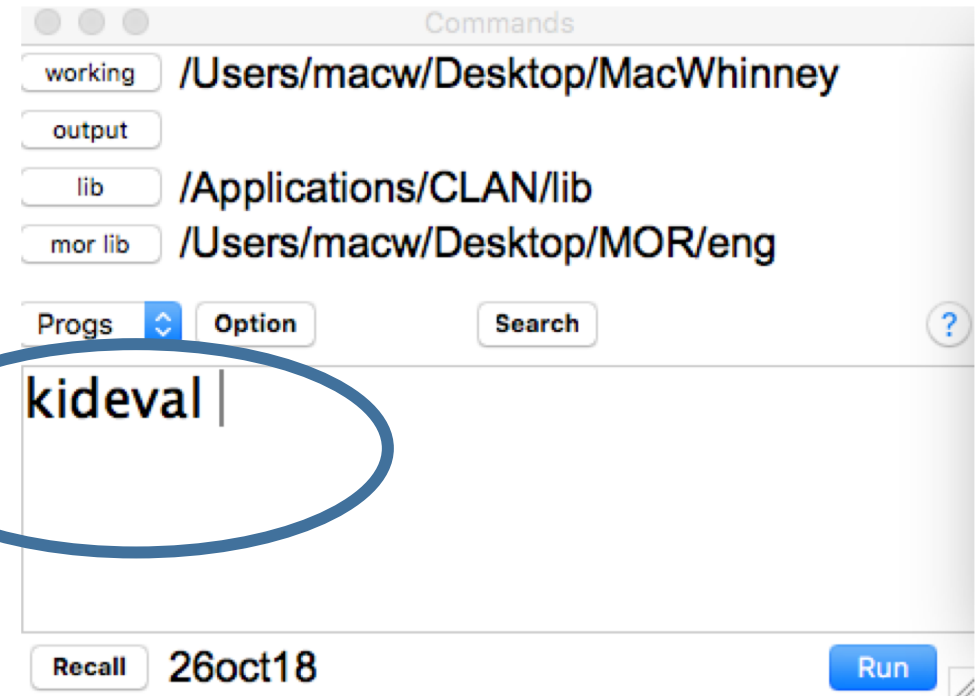 Commands
working /Users/macw/Desktop/MacWhinney
output
lib /Applications/CLAN/lib
mor lib /Users/macw/Desktop/MOR/eng
Progs Option Search ?
kideval
Recall 26oct18 Run